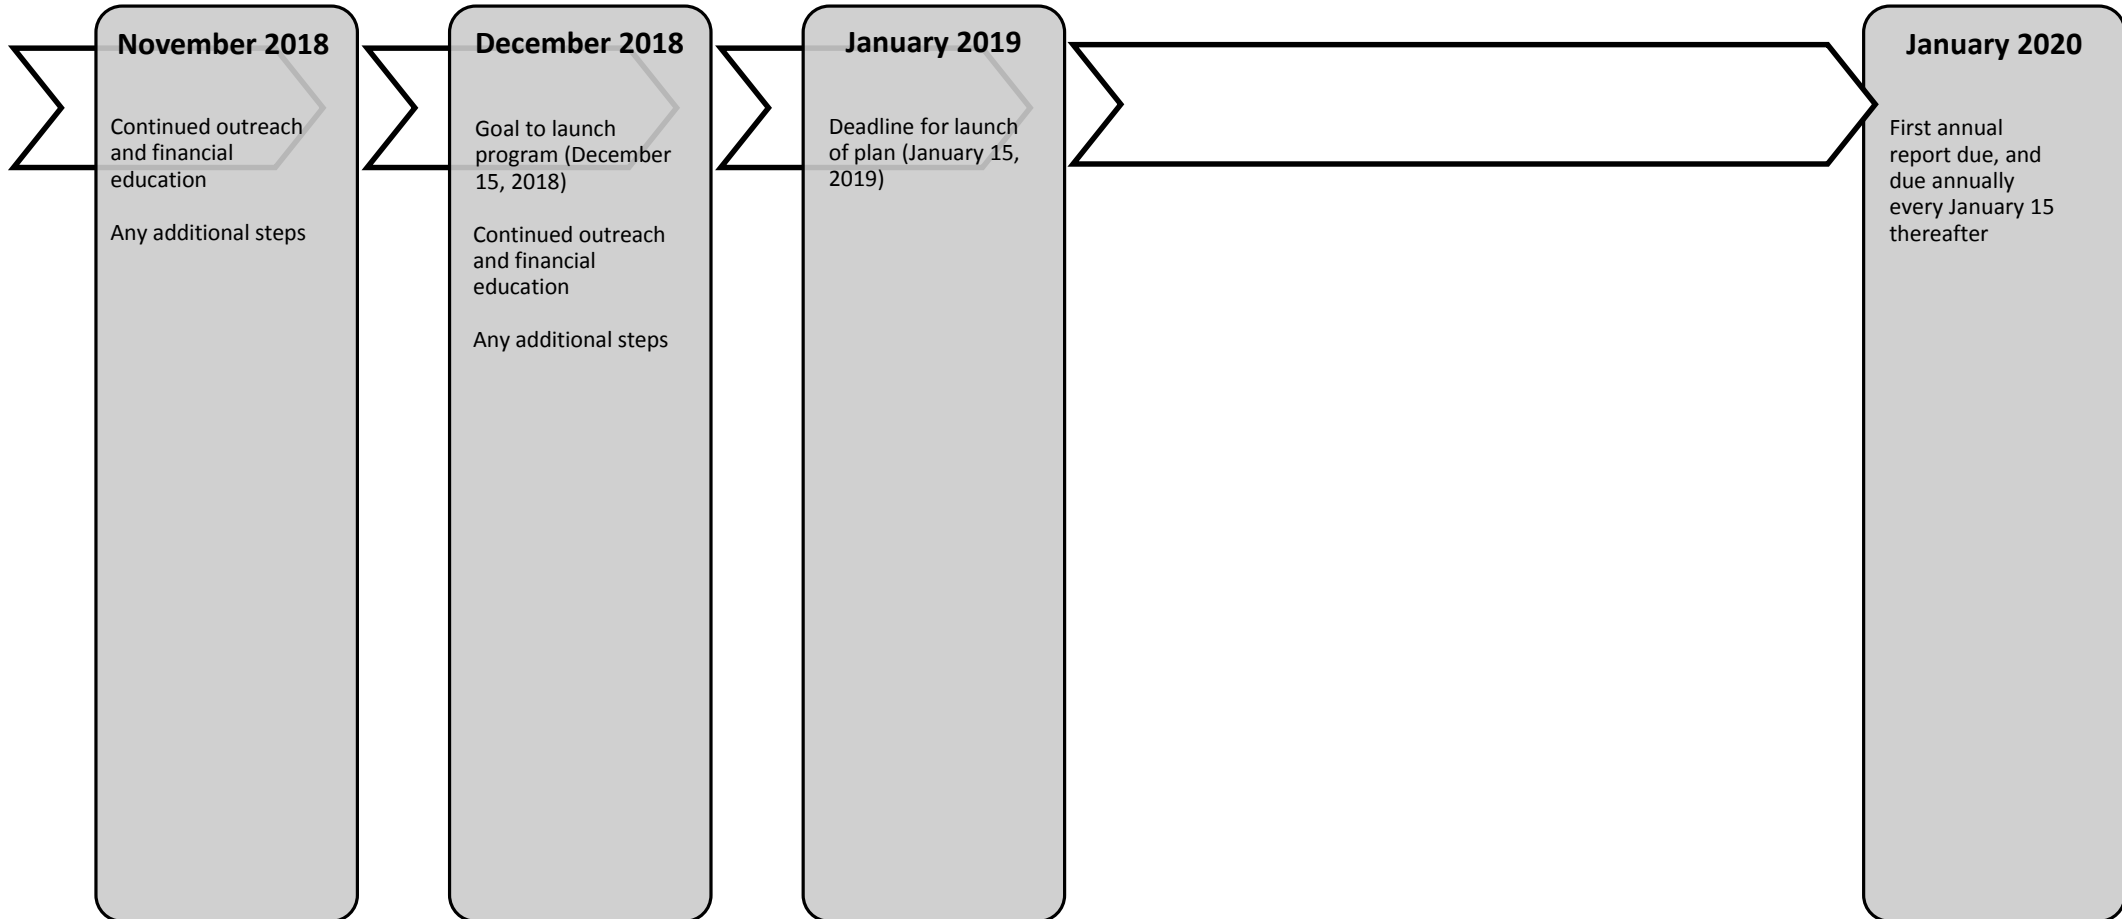 November 2018
Continued outreach
and financial
education
Any additional steps
December 2018
Goal to launch
program (December
15, 2018)
Continued outreach
and financial
education
Any additional steps
January 2019
Deadline for launch
of plan (January 15,
2019)
January 2020
First annual
report due, and
due annually
every January 15
thereafter